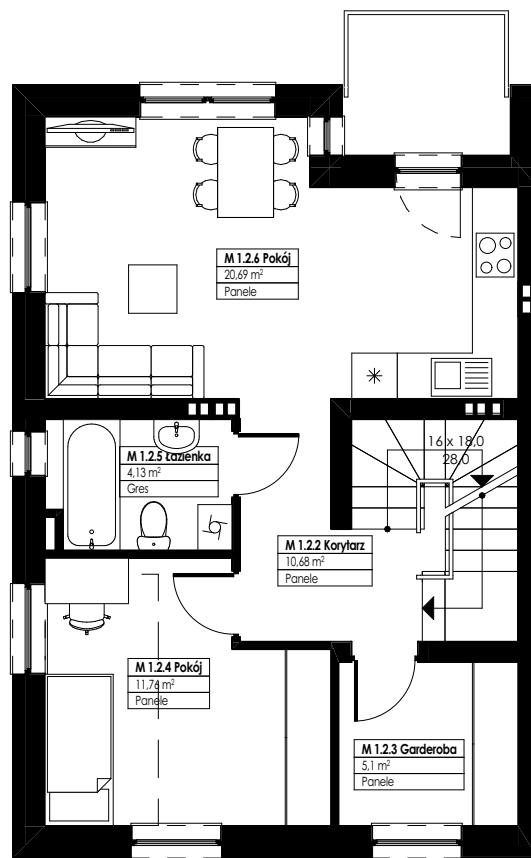 M 1.2.6 Pokój
20,69 m²
Panele
16 x 18,0
28,0
M 1.2.5 Łazienka
4,13 m²
Gres
M 1.2.2 Korytarz
10,68 m²
Panele
M 1.2.4 Pokój
11,76 m²
Panele
M 1.2.3 Garderoba
5,1 m²
Panele